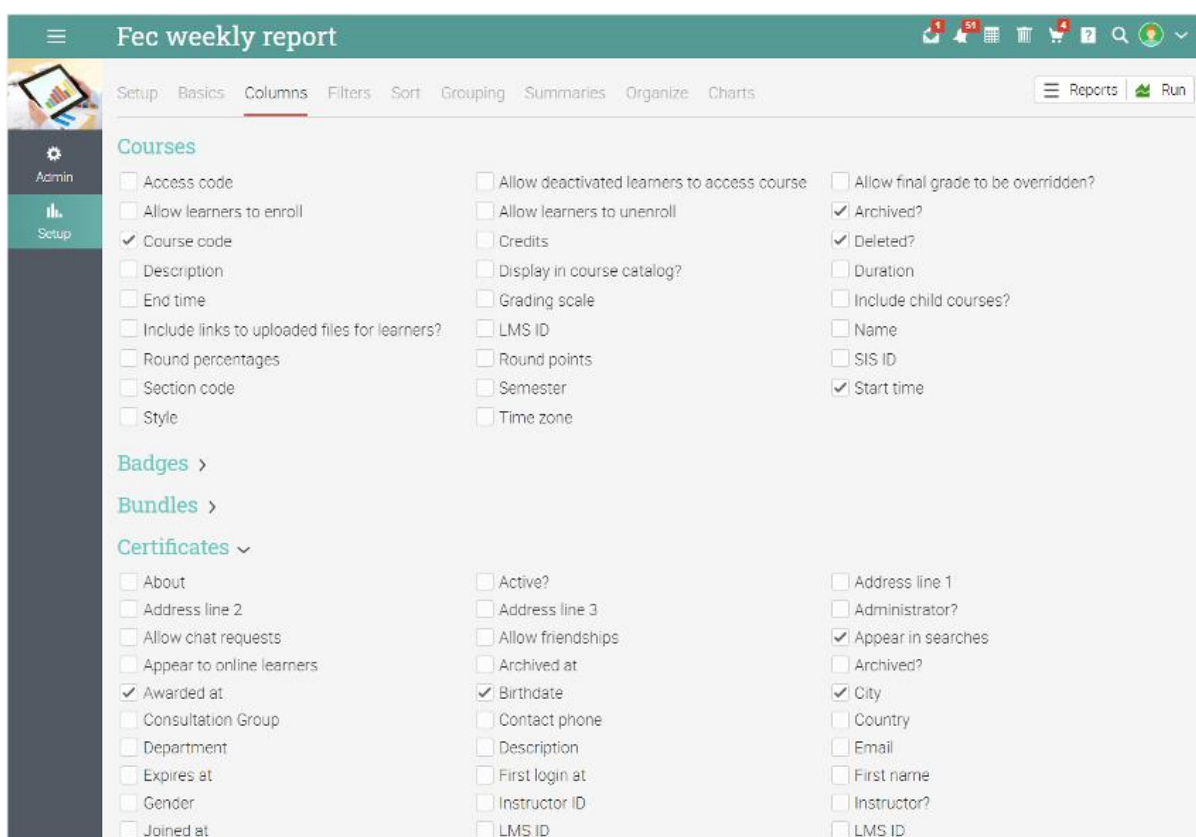 Fec weekly report
1
51
4
Setup Basics Columns Filters Sort Grouping Summaries Organize Charts
Reports Run
Admin
Setup
Courses
Access code Allow deactivated learners to access course Allow final grade to be overridden?
Allow learners to enroll Allow learners to unenroll Archived?
Course code Credits Deleted?
Description Display in course catalog? Duration
End time Grading scale Include child courses?
Include links to uploaded files for learners? LMS ID Name
Round percentages Round points SIS ID
Section code Semester Start time
Style Time zone
Badges
Bundles
Certificates
About Active? Address line 1
Address line 2 Address line 3 Administrator?
Allow chat requests Allow friendships Appear in searches
Appear to online learners Archived at Archived?
Awarded at Birthdate City
Consultation Group Contact phone Country
Department Description Email
Expires at First login at First name
Gender Instructor ID Instructor?
Joined at LMS ID LMS ID